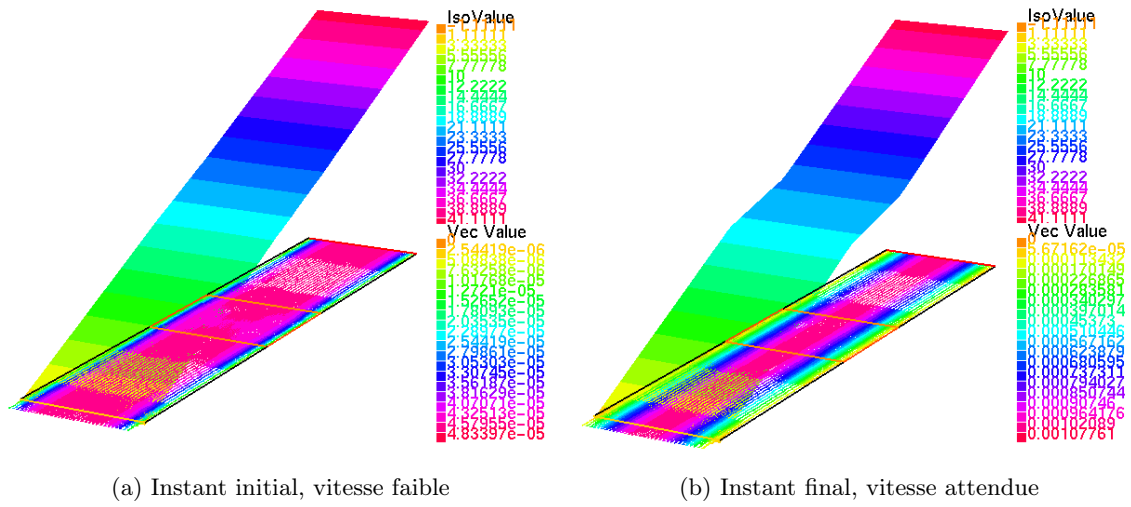 IsoValue
-1.11111
1.11111
3.33333
5.55556
7.77778
10
12.2222
14.4444
16.6667
18.8889
21.1111
23.3333
25.5556
27.7778
30
32.2222
34.4444
36.6667
38.8889
41.1111
Vec Value
0
2.54419e-06
5.08838e-06
7.63258e-06
1.01768e-05
1.2721e-05
1.52652e-05
1.78093e-05
2.03535e-05
2.28977e-05
2.54419e-05
2.79861e-05
3.05303e-05
3.30745e-05
3.56187e-05
3.81629e-05
4.07071e-05
4.32513e-05
4.57955e-05
4.83397e-05
(a) Instant initial, vitesse faible
IsoValue
-1.11111
1.11111
3.33333
5.55556
7.77778
10
12.2222
14.4444
16.6667
18.8889
21.1111
23.3333
25.5556
27.7778
30
32.2222
34.4444
36.6667
38.8889
41.1111
Vec Value
0
5.67162e-05
0.000113432
0.000170149
0.000226865
0.000283581
0.000340297
0.000397014
0.00045373
0.000510446
0.000567162
0.000623878
0.000680595
0.000737311
0.000794027
0.000850744
0.00090746
0.000964176
0.00102089
0.00107761
(b) Instant final, vitesse attendue